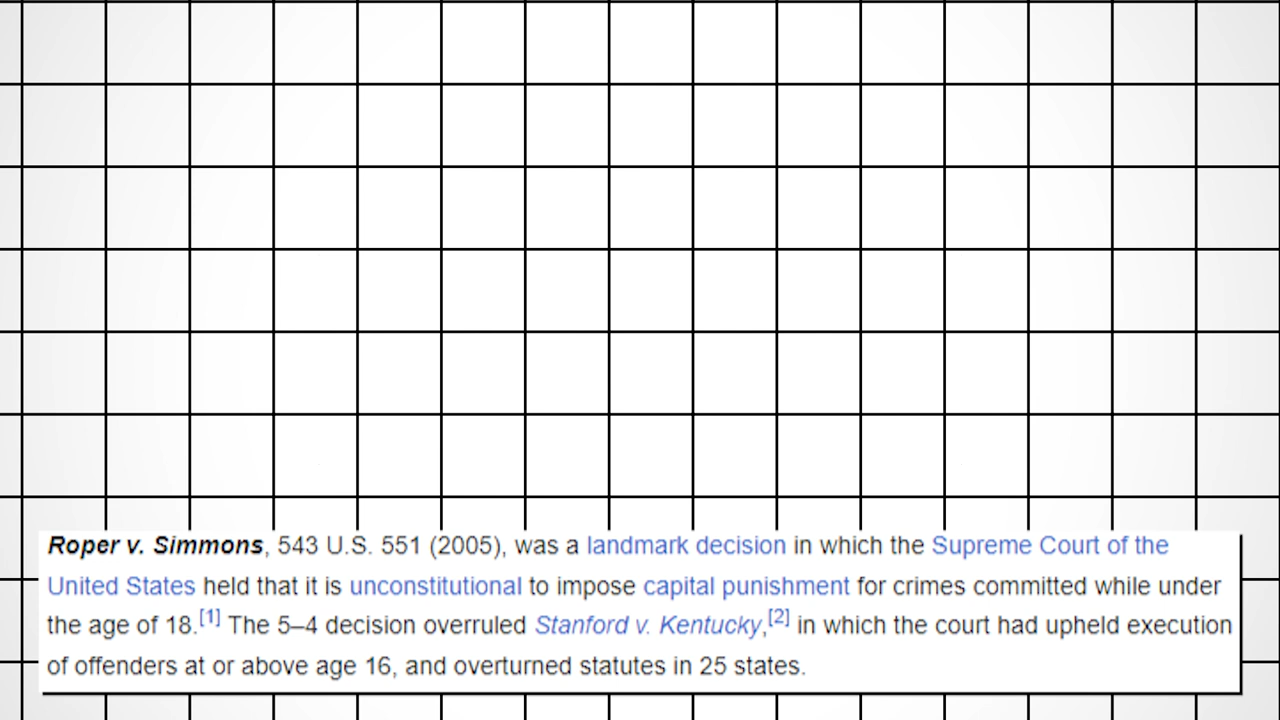 Roper v. Simmons, 543 U.S. 551 (2005), was a landmark decision in which the Supreme Court of the
United States held that it is unconstitutional to impose capital punishment for crimes committed while under
the age of 18.[1] The 5–4 decision overruled Stanford v. Kentucky,[2] in which the court had upheld execution
of offenders at or above age 16, and overturned statutes in 25 states.